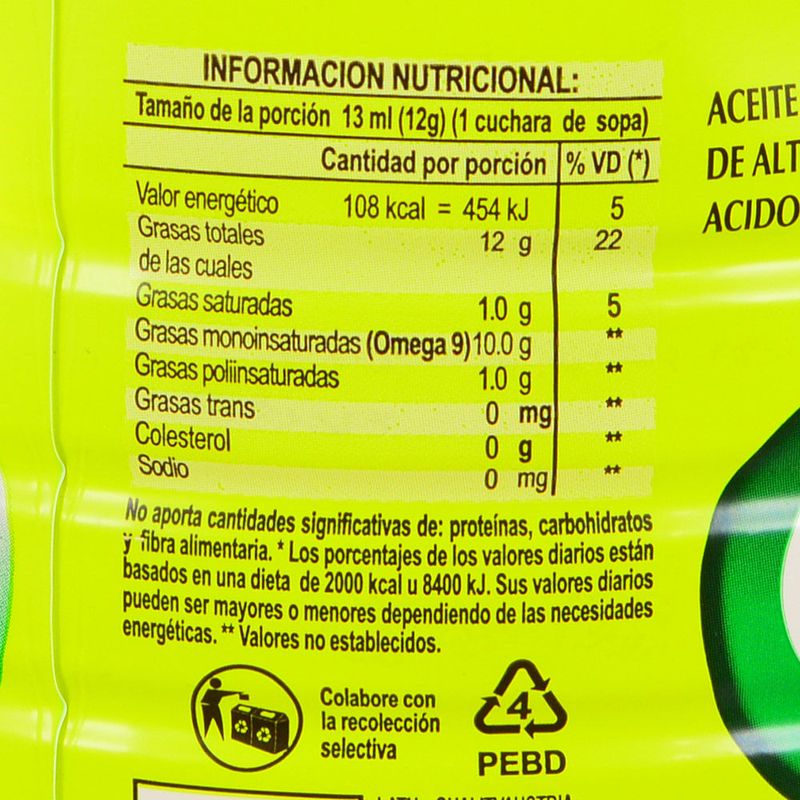 INFORMACION NUTRICIONAL:
Tamaño de la porción 13 ml (12g) (1 cuchara de sopa)
Cantidad por porción % VD (*)
Valor energético 108 kcal = 454 kJ 5
Grasas totales 12 g 22
de las cuales
Grasas saturadas 1.0 g 5
Grasas monoinsaturadas (Omega 9) 10.0 g **
Grasas poliinsaturadas 1.0 g **
Grasas trans 0 mg **
Colesterol 0 g **
Sodio 0 mg **
No aporta cantidades significativas de: proteínas, carbohidratos
y fibra alimentaria. * Los porcentajes de los valores diarios están
basados en una dieta de 2000 kcal u 8400 kJ. Sus valores diarios
pueden ser mayores o menores dependiendo de las necesidades
energéticas. ** Valores no establecidos.
Colabore con
la recolección
selectiva
4
PEBD
ACEITE
DE ALT
ACIDO